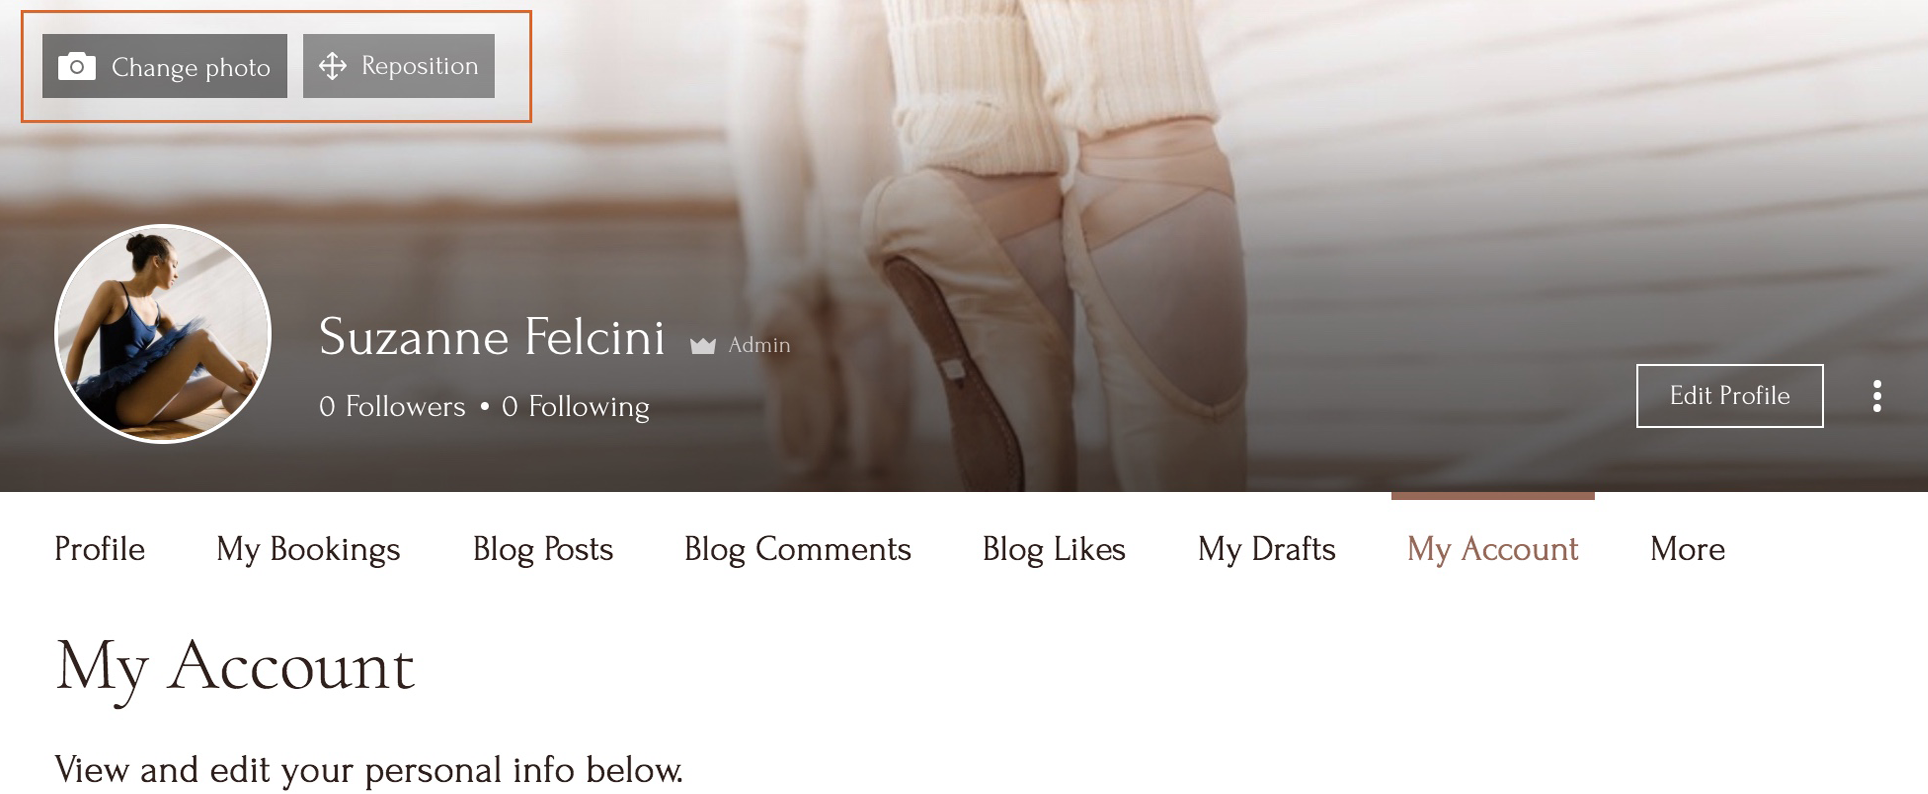 Change photo
Reposition
Suzanne Felcini
Admin
0 Followers • 0 Following
Edit Profile
Profile
My Bookings
Blog Posts
Blog Comments
Blog Likes
My Drafts
My Account
More
My Account
View and edit your personal info below.